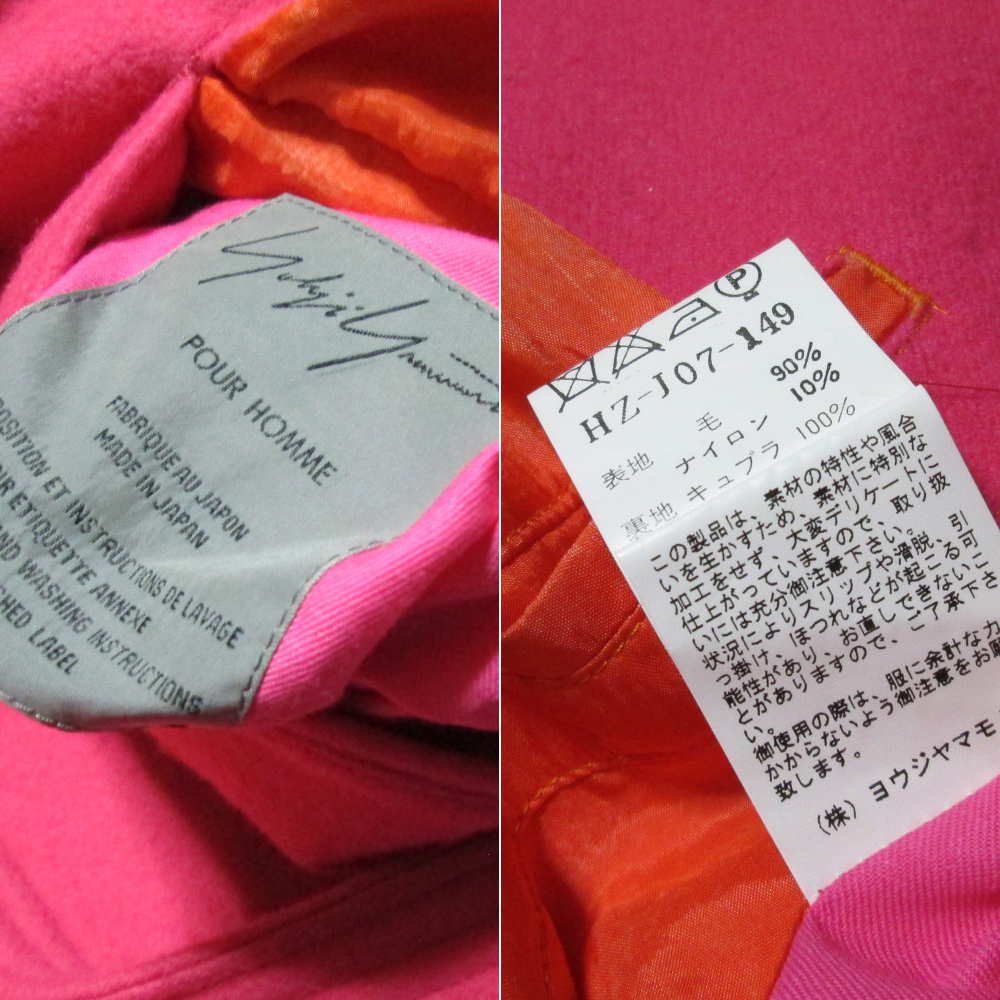 Yohji Yamamoto
POUR HOMME
FABRIQUE AU JAPON
MADE IN JAPAN
POSITION ET INSTRUCTIONS DE LAVAGE
ETIQUETTE ANNEXE
AND WASHING INSTRUCTIONS
LABEL
P
HZ-J07-149
毛 90%
表地 ナイロン 10%
裏地 キュプラ 100%
この製品は、素材の特性や風合
いを生かすため、素材に特別な
加工をせず、大変デリケートに
仕上がっていますので、取り扱
いには充分御注意下さい。
状況によりスリップや滑脱、引
っ掛け、ほつれなどが起こる可
能性があり、お直しできないこ
とがありますので、ご了承下さ
い。
御使用の際は、服に余計な力
かからないよう御注意をお願
致します。
(株) ヨウジヤマモ